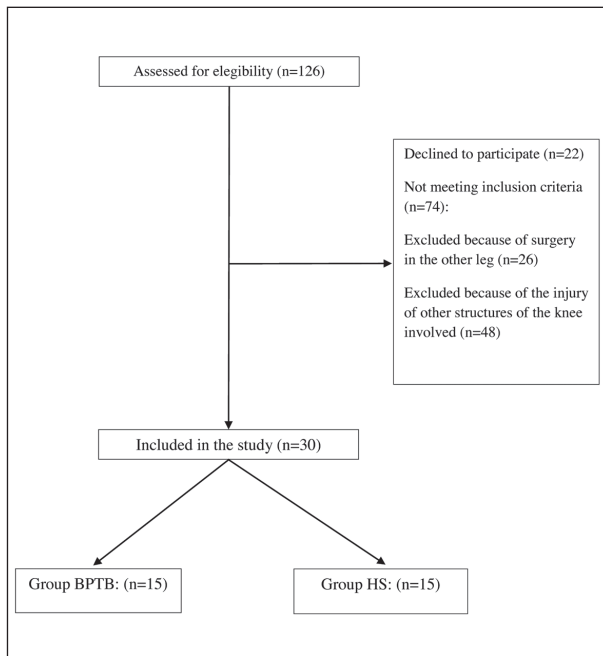 Assessed for elegibility (n=126)
Declined to participate (n=22)
Not meeting inclusion criteria
(n=74):
Excluded because of surgery
in the other leg (n=26)
Excluded because of the injury
of other structures of the knee
involved (n=48)
Included in the study (n=30)
Group BPTB: (n=15)
Group HS: (n=15)